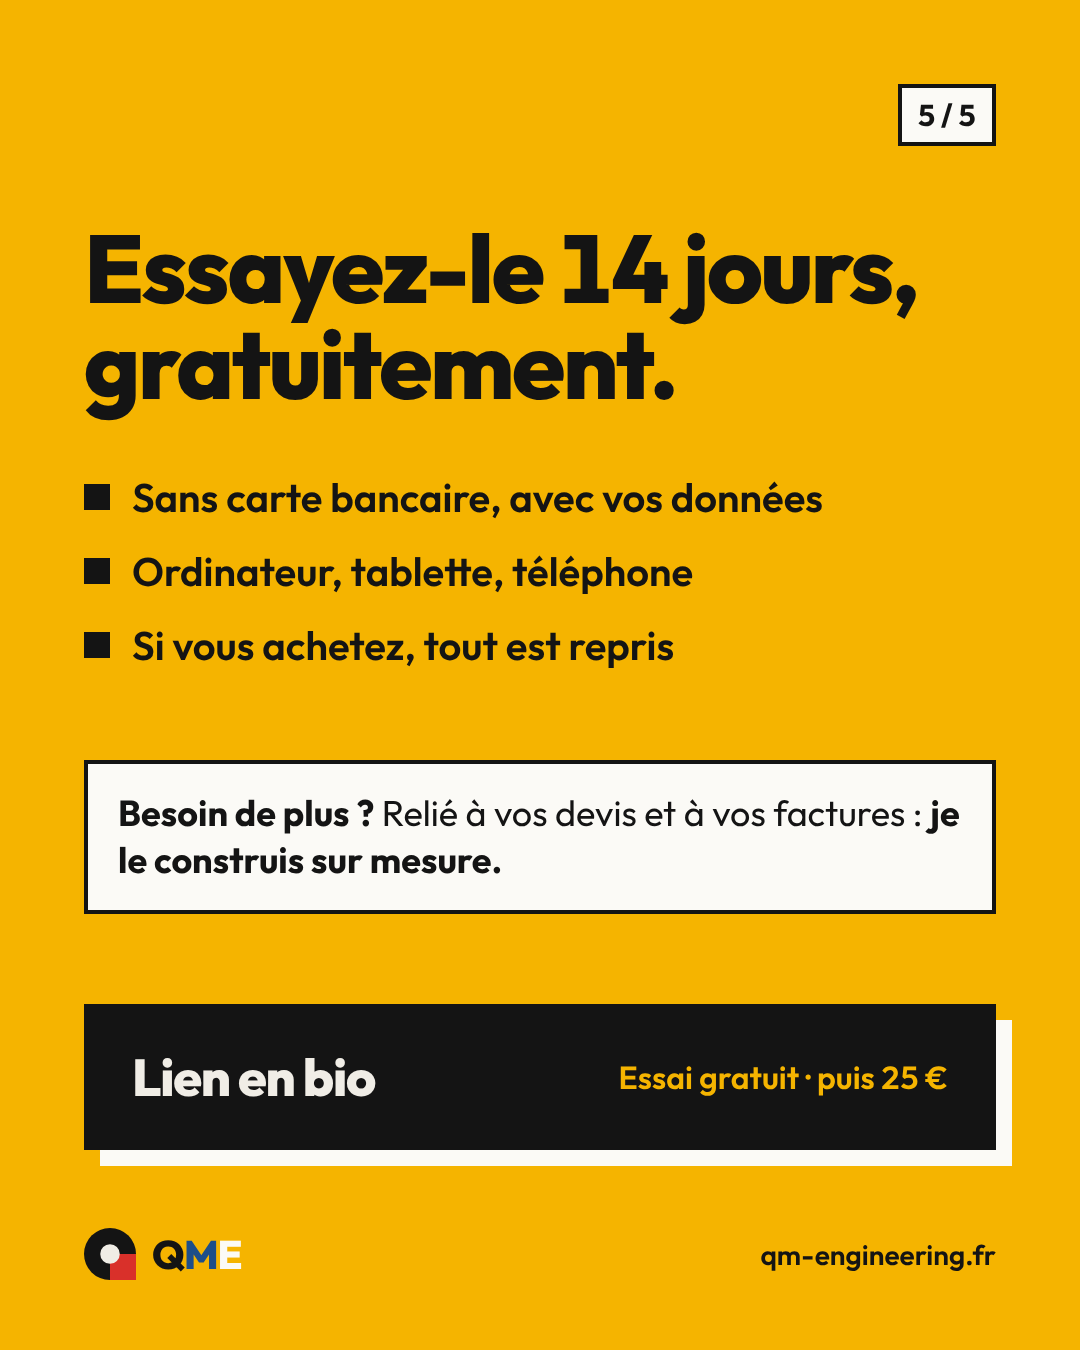 5 / 5
Essayez-le 14 jours,
gratuitement.
Sans carte bancaire, avec vos données
Ordinateur, tablette, téléphone
Si vous achetez, tout est repris
Besoin de plus ? Relié à vos devis et à vos factures : je
le construis sur mesure.
Lien en bio
Essai gratuit · puis 25 €
QME
qm-engineering.fr